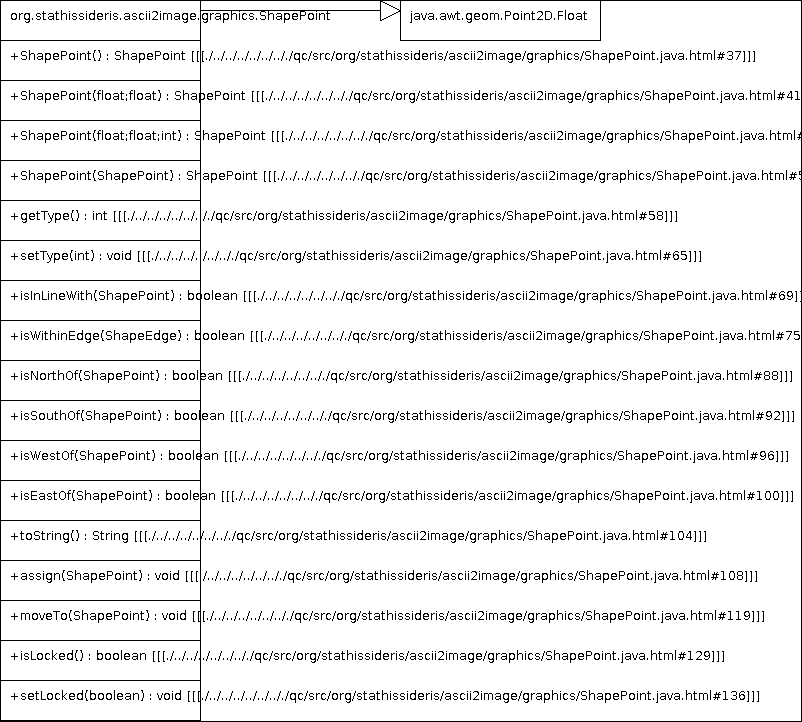 org.stathissideris.ascii2image.graphics.ShapePoint
java.awt.geom.Point2D.Float
+ShapePoint() : ShapePoint [[[./../../../../../../../qc/src/org/stathissideris/ascii2image/graphics/ShapePoint.java.html#37]]]
+ShapePoint(float;float) : ShapePoint [[[./../../../../../../../qc/src/org/stathissideris/ascii2image/graphics/ShapePoint.java.html#41
+ShapePoint(float;float;int) : ShapePoint [[[./../../../../../../../qc/src/org/stathissideris/ascii2image/graphics/ShapePoint.java.html#
+ShapePoint(ShapePoint) : ShapePoint [[[./../../../../../../../qc/src/org/stathissideris/ascii2image/graphics/ShapePoint.java.html#5
+getType() : int [[[./../../../../../../../qc/src/org/stathissideris/ascii2image/graphics/ShapePoint.java.html#58]]]
+setType(int) : void [[[./../../../../../../../qc/src/org/stathissideris/ascii2image/graphics/ShapePoint.java.html#65]]]
+isInLineWith(ShapePoint) : boolean [[[./../../../../../../../qc/src/org/stathissideris/ascii2image/graphics/ShapePoint.java.html#69]]
+isWithinEdge(ShapeEdge) : boolean [[[./../../../../../../../qc/src/org/stathissideris/ascii2image/graphics/ShapePoint.java.html#75
+isNorthOf(ShapePoint) : boolean [[[./../../../../../../../qc/src/org/stathissideris/ascii2image/graphics/ShapePoint.java.html#88]]]
+isSouthOf(ShapePoint) : boolean [[[./../../../../../../../qc/src/org/stathissideris/ascii2image/graphics/ShapePoint.java.html#92]]]
+isWestOf(ShapePoint) : boolean [[[./../../../../../../../qc/src/org/stathissideris/ascii2image/graphics/ShapePoint.java.html#96]]]
+isEastOf(ShapePoint) : boolean [[[./../../../../../../../qc/src/org/stathissideris/ascii2image/graphics/ShapePoint.java.html#100]]]
+toString() : String [[[./../../../../../../../qc/src/org/stathissideris/ascii2image/graphics/ShapePoint.java.html#104]]]
+assign(ShapePoint) : void [[[./../../../../../../../qc/src/org/stathissideris/ascii2image/graphics/ShapePoint.java.html#108]]]
+moveTo(ShapePoint) : void [[[./../../../../../../../qc/src/org/stathissideris/ascii2image/graphics/ShapePoint.java.html#119]]]
+isLocked() : boolean [[[./../../../../../../../qc/src/org/stathissideris/ascii2image/graphics/ShapePoint.java.html#129]]]
+setLocked(boolean) : void [[[./../../../../../../../qc/src/org/stathissideris/ascii2image/graphics/ShapePoint.java.html#136]]]